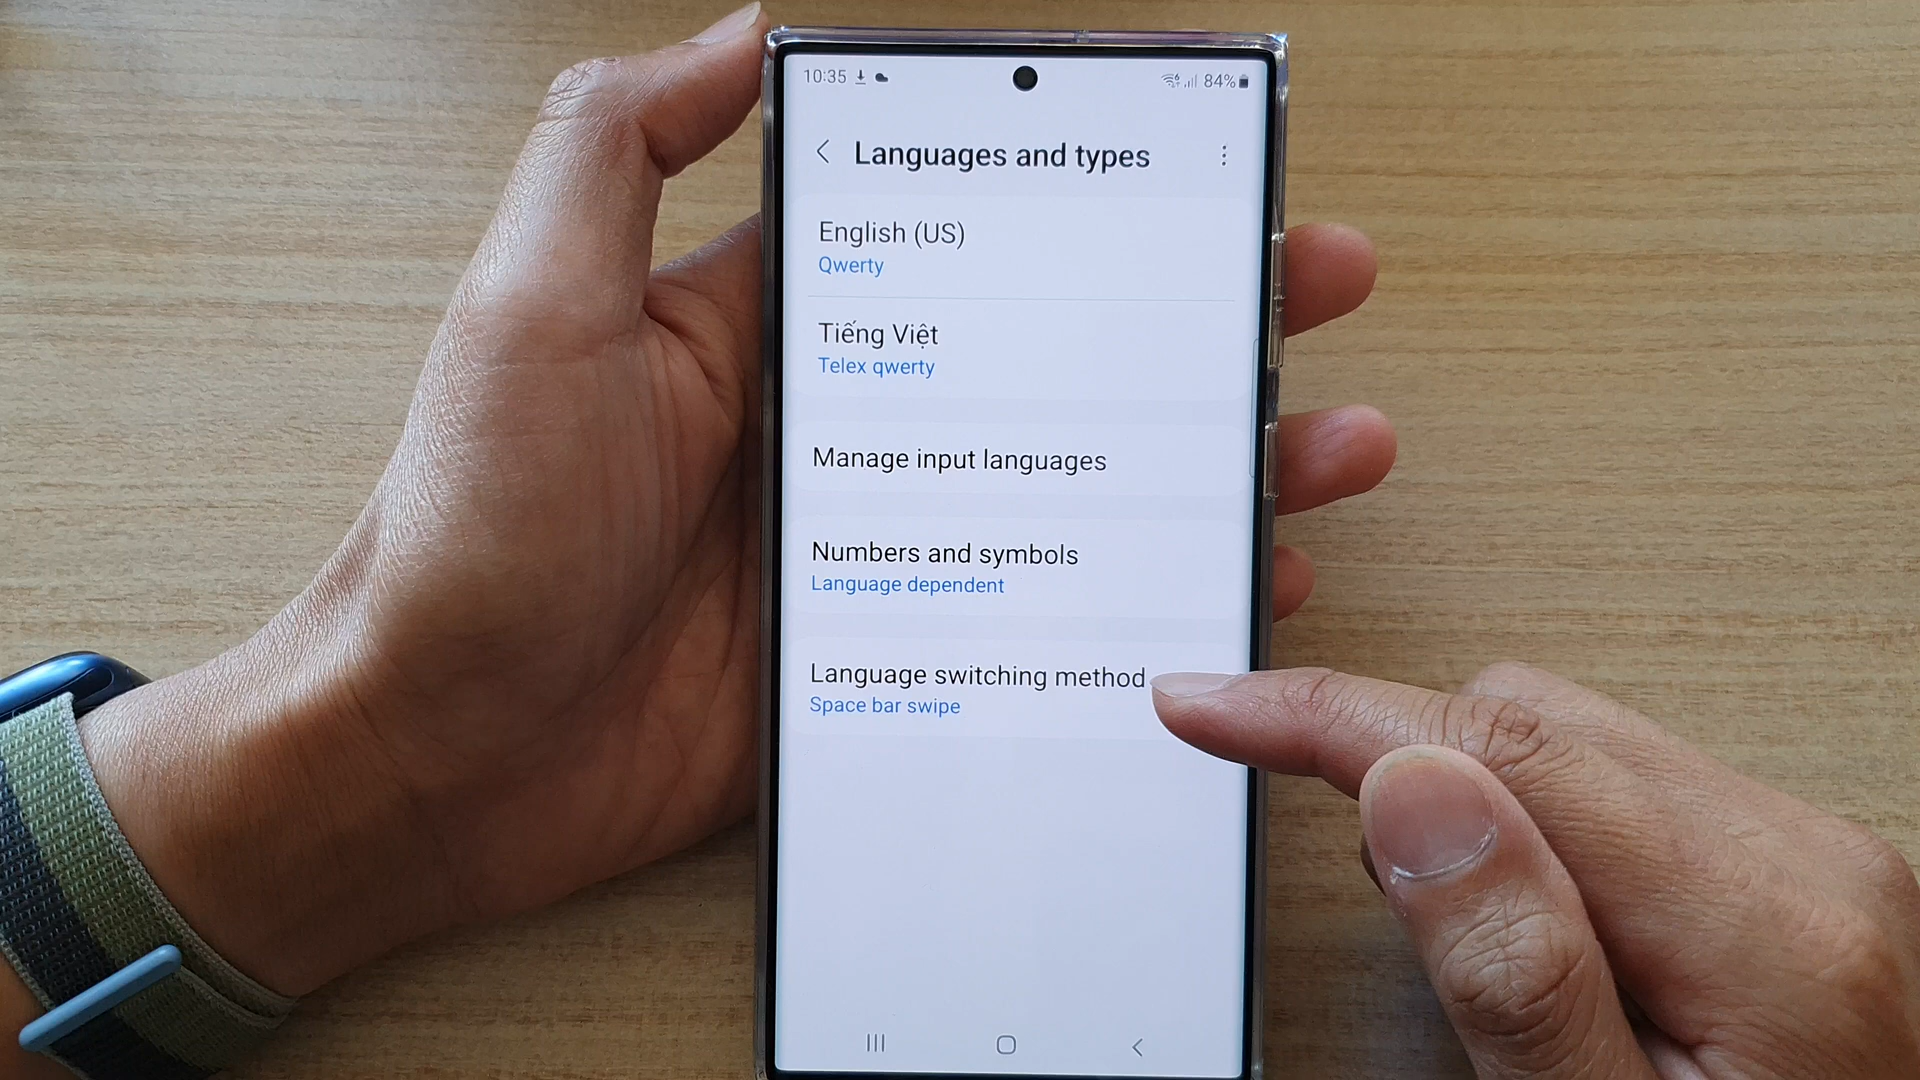 10:35 84%
Languages and types
English (US)
Qwerty
Tiếng Việt
Telex qwerty
Manage input languages
Numbers and symbols
Language dependent
Language switching method
Space bar swipe